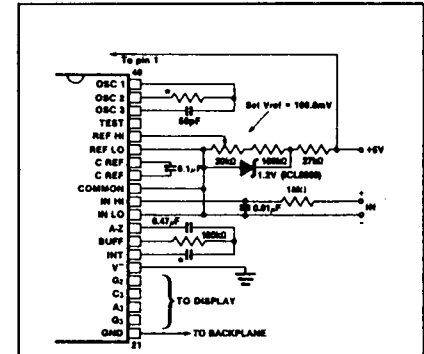 To pin 1
40
OSC 1
OSC 2
*
OSC 3
50pF
TEST
Set Vref = 100.0mV
REF HI
REF LO
20kΩ
27kΩ
+5V
C REF
0.1μF
1.2V (ICL8069)
C REF
COMMON
1MΩ
+
IN HI
0.01μF
IN
IN LO
-
0.47μF
A-Z
BUFF
INT
*
V-
G2
C3
A3
TO DISPLAY
G3
GND
TO BACKPLANE
21